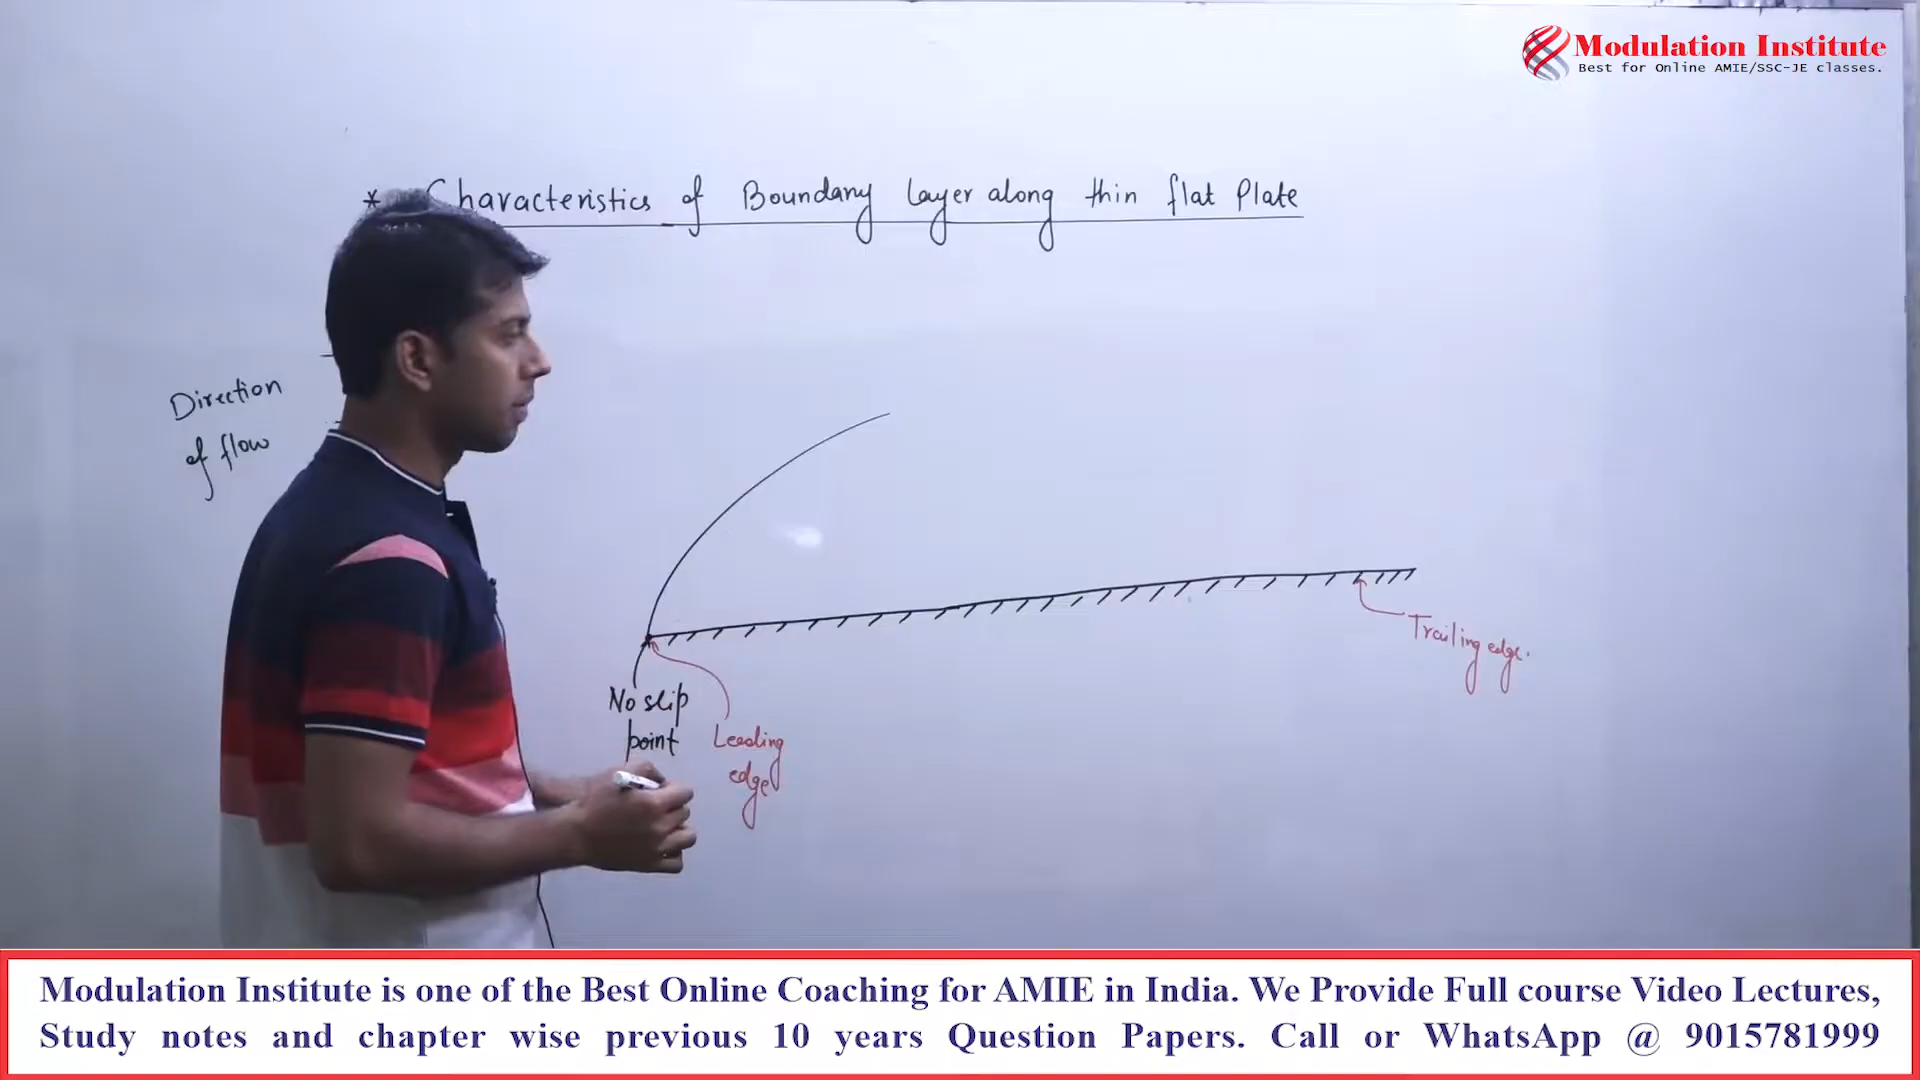 Modulation Institute
Best for Online AMIE/SSC-JE classes.
* Characteristics of Boundary layer along thin flat Plate
Direction
of flow
No slip
point
Leading
edge
Trailing edge.
Modulation Institute is one of the Best Online Coaching for AMIE in India. We Provide Full course Video Lectures,
Study notes and chapter wise previous 10 years Question Papers. Call or WhatsApp @ 9015781999